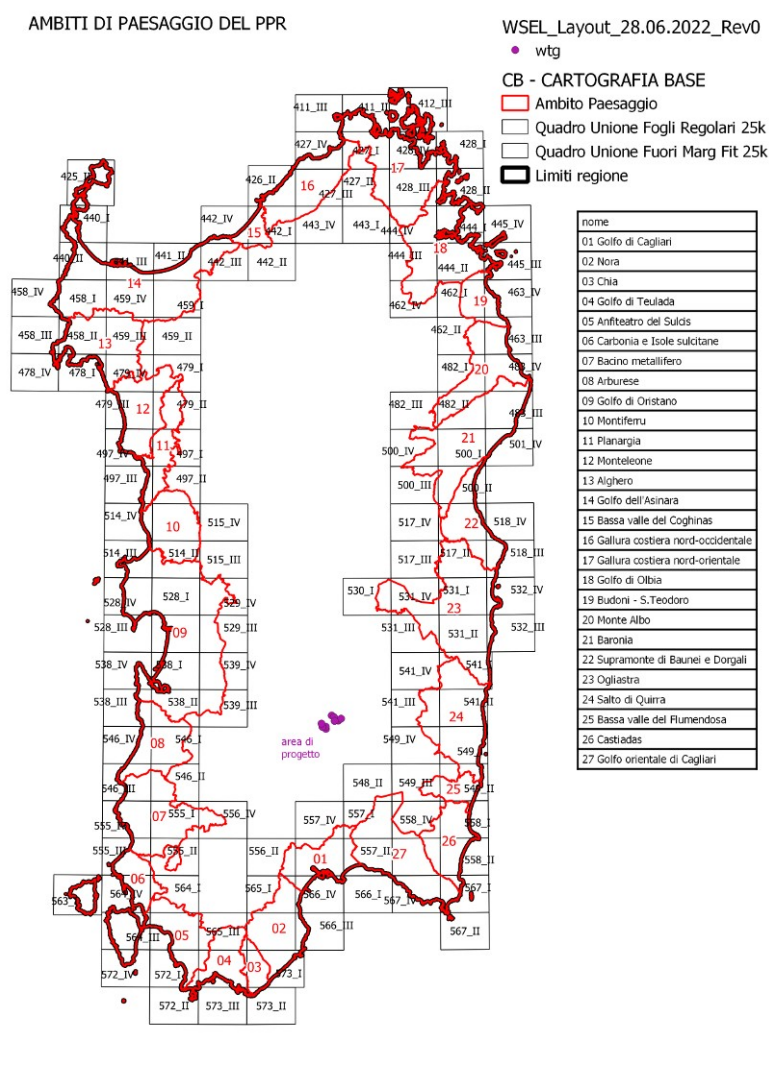 AMBITI DI PAESAGGIO DEL PPR
WSEL_Layout_28.06.2022_Rev0
wtg
CB - CARTOGRAFIA BASE
Ambito Paesaggio
Quadro Unione Fogli Regolari 25k
Quadro Unione Fuori Marg Fit 25k
Limiti regione
nome
01 Golfo di Cagliari
02 Nora
03 Chia
04 Golfo di Teulada
05 Anfiteatro del Sulcis
06 Carbonia e Isole sulcitane
07 Bacino metallifero
08 Arburese
09 Golfo di Oristano
10 Montiferru
11 Planargia
12 Monteleone
13 Alghero
14 Golfo dell'Asinara
15 Bassa valle del Coghinas
16 Gallura costiera nord-occidentale
17 Gallura costiera nord-orientale
18 Golfo di Olbia
19 Budoni - S.Teodoro
20 Monte Albo
21 Baronia
22 Supramonte di Baunei e Dorgali
23 Ogliastra
24 Salto di Quirra
25 Bassa valle del Flumendosa
26 Castiadas
27 Golfo orientale di Cagliari
411_III 411_III 412_III
427_IV 427_I 428_I
17
426_II 16 427_II 427_III 428_III 428_II
440_I 442_IV 15 442_I 443_IV 443_I 444_IV 444_I 445_IV
18
441_II 442_III 442_II 444_III 444_II 445_III
14
458_IV 458_I 459_IV 459_I 462_IV 462_I 19 463_IV
458_III 458_II 13 459_III 459_II 462_II 463_III
478_IV 478_I 479_IV 479_I 482_I 20
479_III 12 479_II 482_III 482_II
21
497_IV 11 497_I 500_IV 500_I 501_IV
497_III 497_II 500_III 500_II
514_IV 10 515_IV 517_IV 22 518_IV
514_III 514_II 515_III 517_III 517_II 518_III
528_IV 528_I 529_IV 530_I 531_IV 531_I 532_IV
23
528_III 09 529_III 531_III 531_II 532_III
538_IV 538_I 539_IV 541_IV 541_I
538_III 538_II 539_III 541_III 24 541_II
546_IV 08 546_I 549_IV
area di
progetto
546_III 546_II 548_II 549_III 25
07 555_I 556_IV 557_IV 557_I 558_IV 558_I
26
555_III 556_II 01 557_II 27 558_II
06 564_I 565_I 566_IV 566_I 567_IV 567_I
564_III 05 565_III 02 566_III 567_II
572_IV 572_I 04 03 573_I
572_II 573_III 573_II